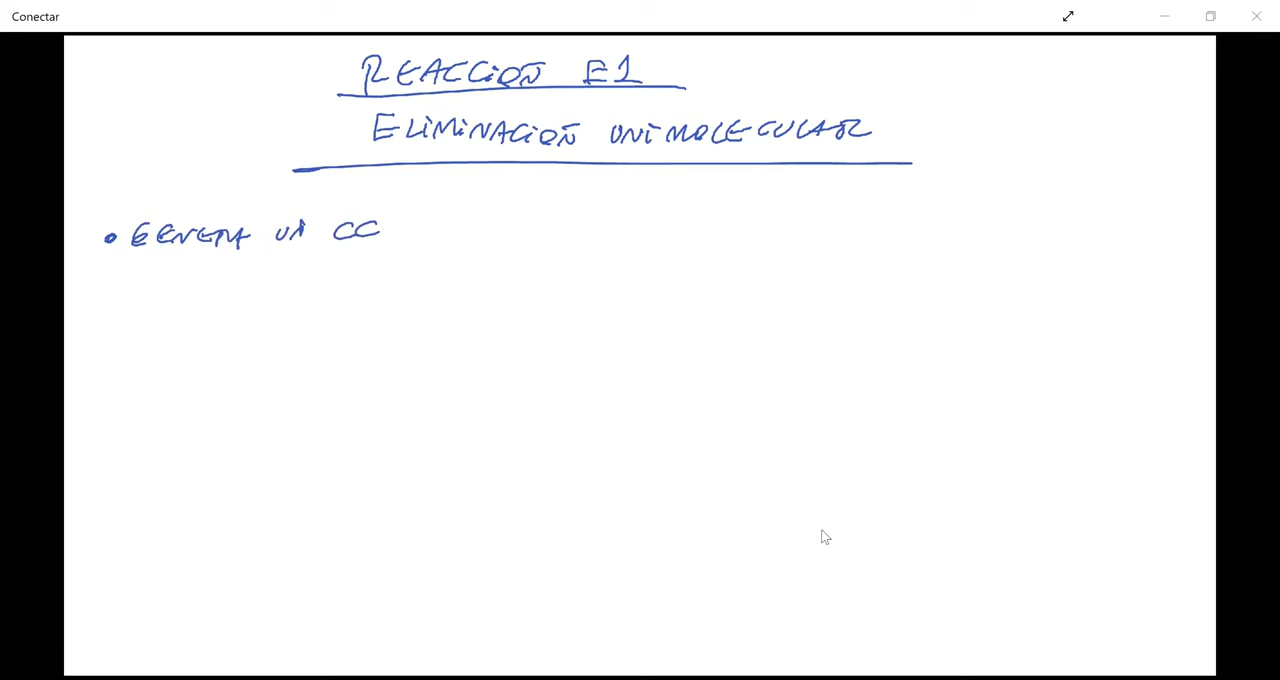 Conectar
REACCIÓN E1
ELIMINACIÓN UNIMOLECULAR
• GENERA UN CC